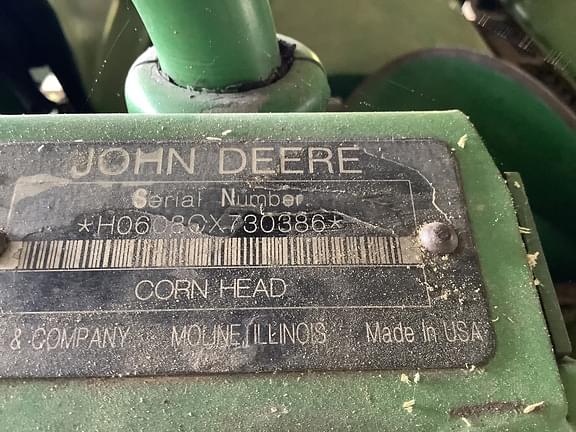 JOHN DEERE
Serial Number
*H0608CX730386*
CORN HEAD
& COMPANY MOLINE, ILLINOIS Made In USA